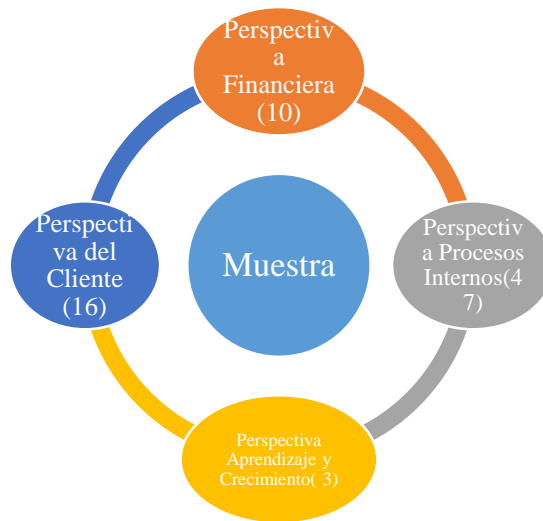 Perspectiv
a
Financiera
(10)
Perspecti
va del
Cliente
(16)
Muestra
Perspectiv
a Procesos
Internos(4
7)
Perspectiva
Aprendizaje y
Crecimiento( 3)